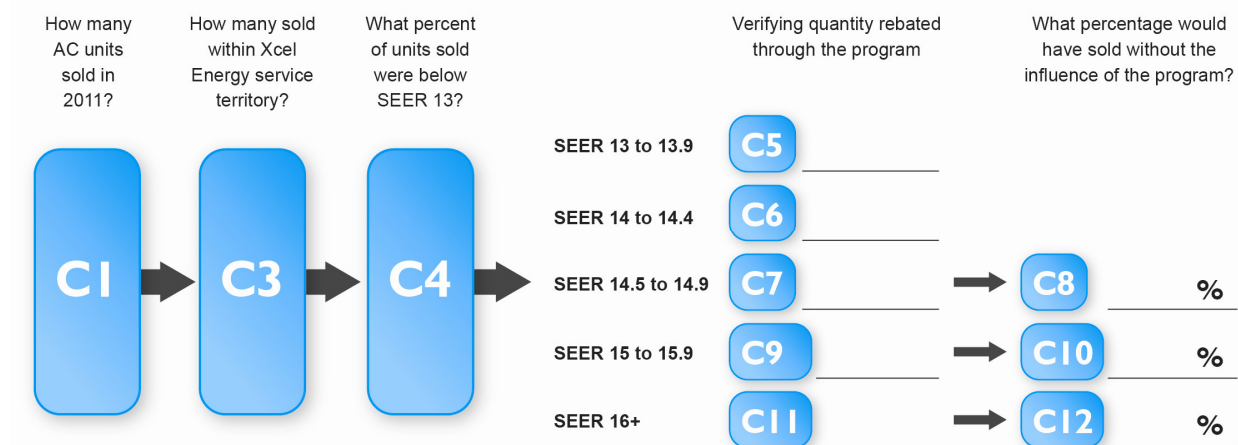 How many
AC units
sold in
2011?
How many sold
within Xcel
Energy service
territory?
What percent
of units sold
were below
SEER 13?
Verifying quantity rebated
through the program
What percentage would
have sold without the
influence of the program?
C1
C3
C4
SEER 13 to 13.9
C5
SEER 14 to 14.4
C6
SEER 14.5 to 14.9
C7
C8
%
SEER 15 to 15.9
C9
C10
%
SEER 16+
C11
C12
%